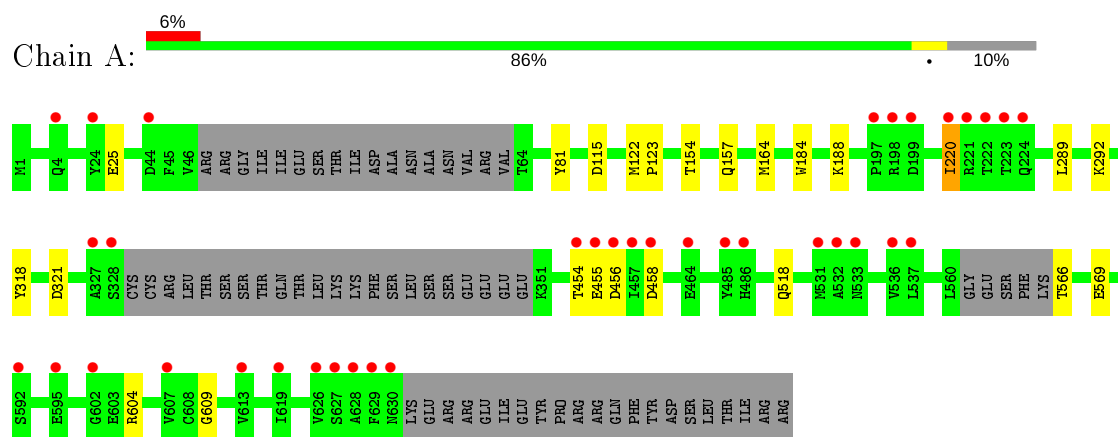 6%
Chain A:
86% • 10%
M1 Q4 Y24 E25 D44 F45 V46 ARG ARG GLY ILE ILE GLU SER THR ILE ASP ALA ASN ALA ASN VAL ARG VAL T64 Y81 D115 M122 P123 T154 Q157 M164 W184 K188 P197 R198 D199 I220 R221 T222 T223 Q224 L289 K292
Y318 D321 A327 S328 CYS CYS ARG LEU THR SER SER THR GLN THR LEU LYS LYS PHE SER LEU SER SER GLU GLU GLU GLU K351 T454 E455 D456 I457 D458 E464 Y485 H486 Q518 M531 A532 N533 V536 L537 L560 GLY GLU SER PHE LYS T566 E569
S592 E595 G602 E603 R604 V607 C608 G609 V613 I619 V626 S627 A628 F629 N630 LYS GLU ARG ARG GLU ILE GLU TYR PRO ARG ARG GLN PHE TYR ASP SER LEU THR ILE ARG ARG